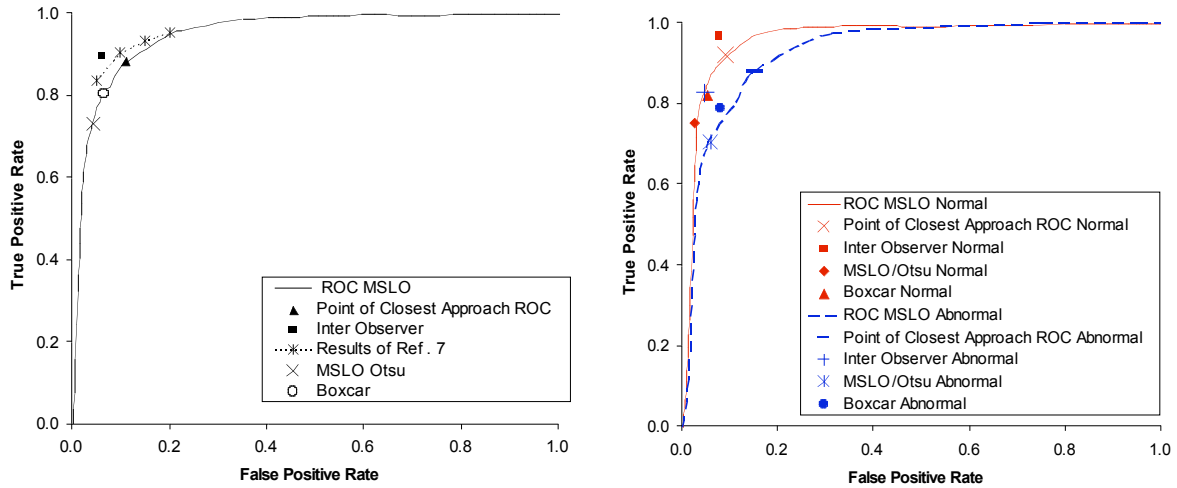 True Positive Rate
1.0
0.8
0.6
0.4
0.2
0.0
0.0 0.2 0.4 0.6 0.8 1.0
False Positive Rate
ROC MSLO
Point of Closest Approach ROC
Inter Observer
Results of Ref . 7
MSLO Otsu
Boxcar
True Positive Rate
1.0
0.8
0.6
0.4
0.2
0.0
0.0 0.2 0.4 0.6 0.8 1.0
False Positive Rate
ROC MSLO Normal
Point of Closest Approach ROC Normal
Inter Observer Normal
MSLO/Otsu Normal
Boxcar Normal
ROC MSLO Abnormal
Point of Closest Approach ROC Abnormal
Inter Observer Abnormal
MSLO/Otsu Abnormal
Boxcar Abnormal